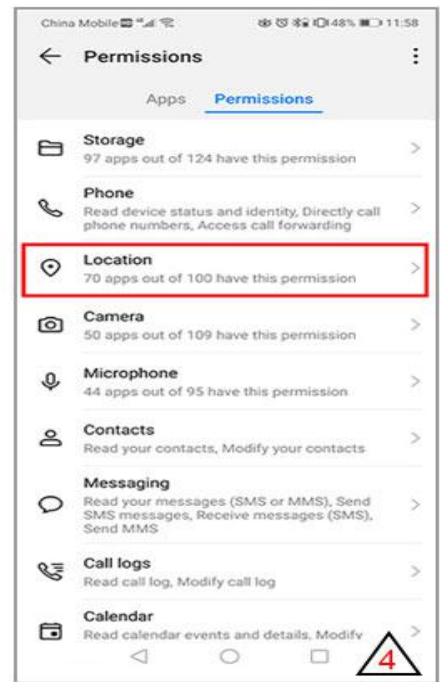 China Mobile 48% 11:58
Permissions
Apps Permissions
Storage
97 apps out of 124 have this permission
Phone
Read device status and identity, Directly call
phone numbers, Access call forwarding
Location
70 apps out of 100 have this permission
Camera
50 apps out of 109 have this permission
Microphone
44 apps out of 95 have this permission
Contacts
Read your contacts, Modify your contacts
Messaging
Read your messages (SMS or MMS), Send
SMS messages, Receive messages (SMS),
Send MMS
Call logs
Read call log, Modify call log
Calendar
Read calendar events and details, Modify
4